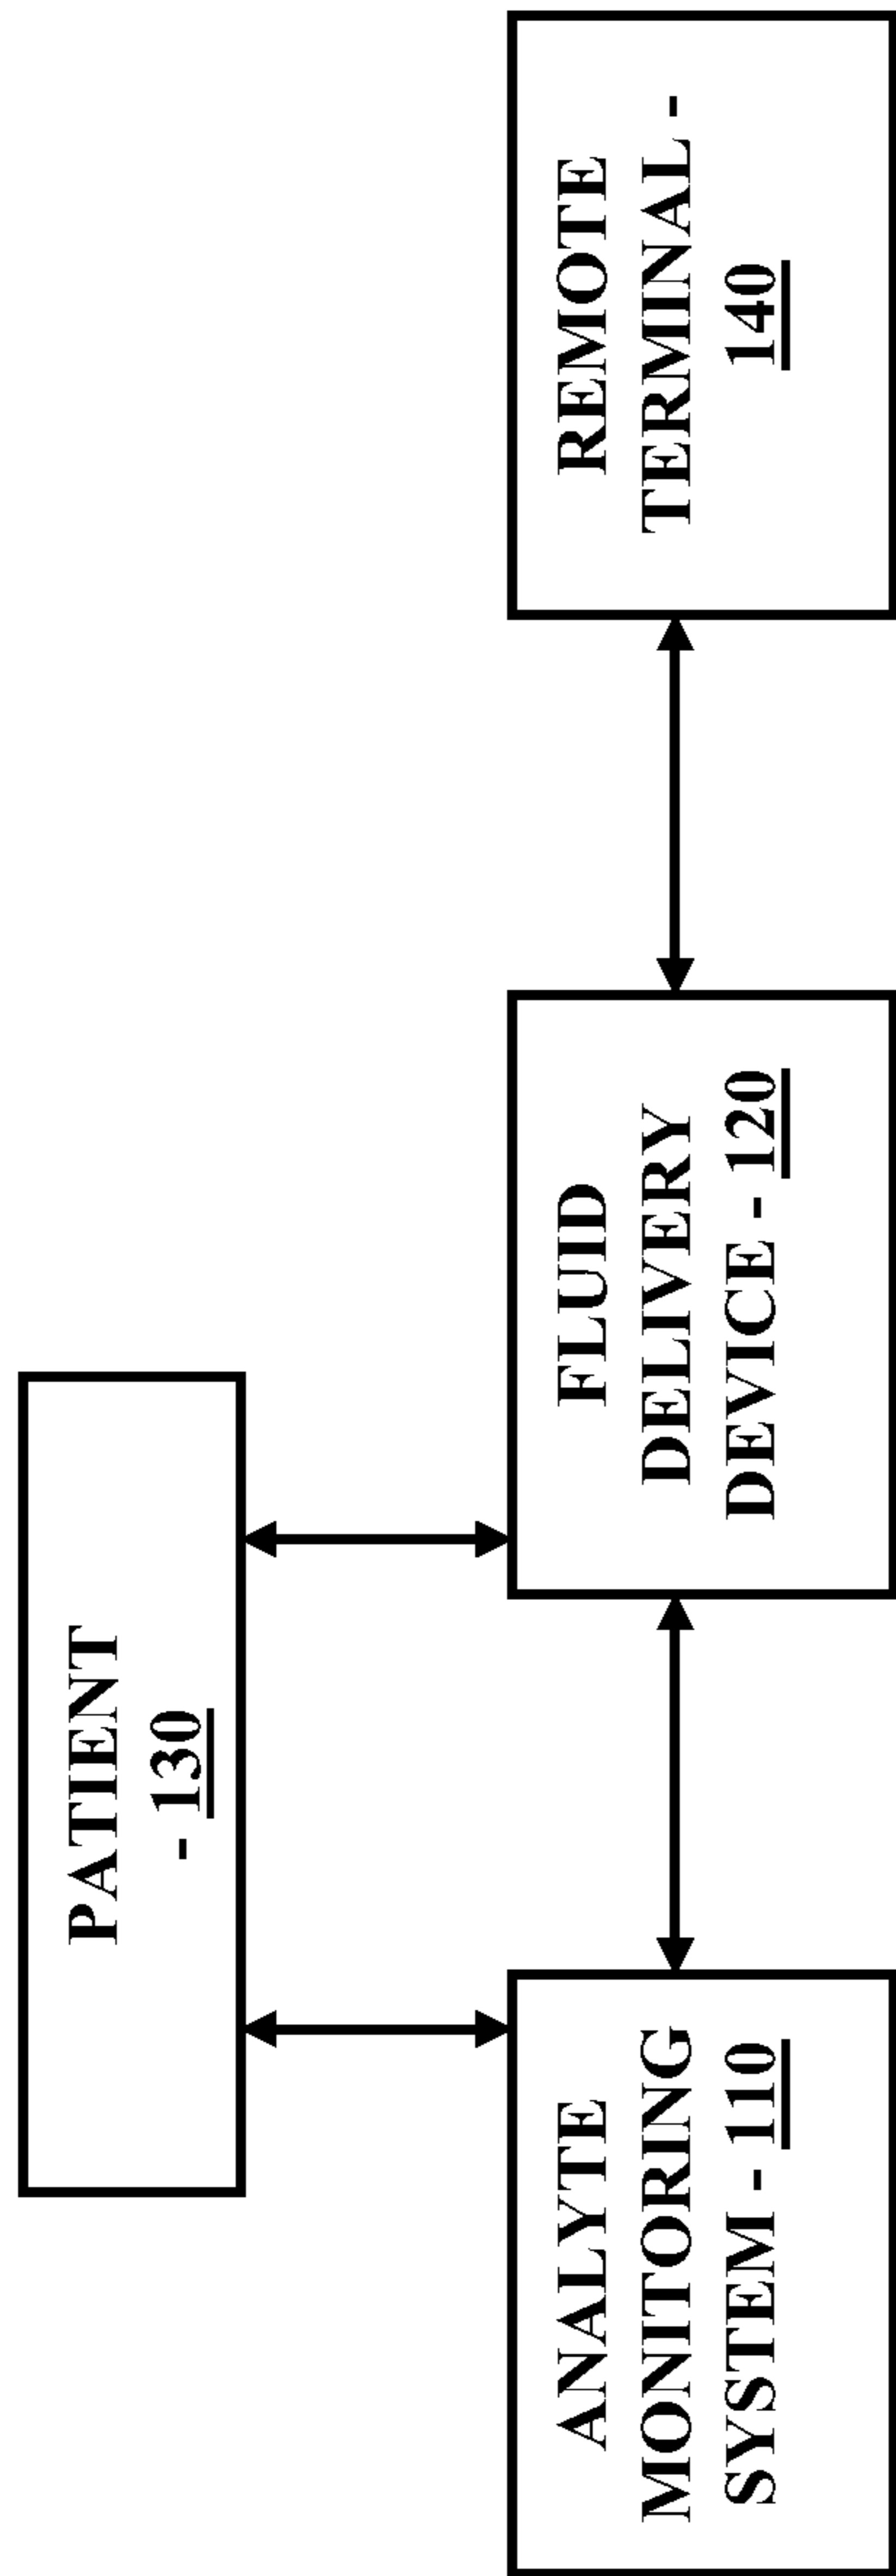 PATIENT
- 130
ANALYTE
MONITORING
SYSTEM - 110
FLUID
DELIVERY
DEVICE - 120
REMOTE
TERMINAL -
140